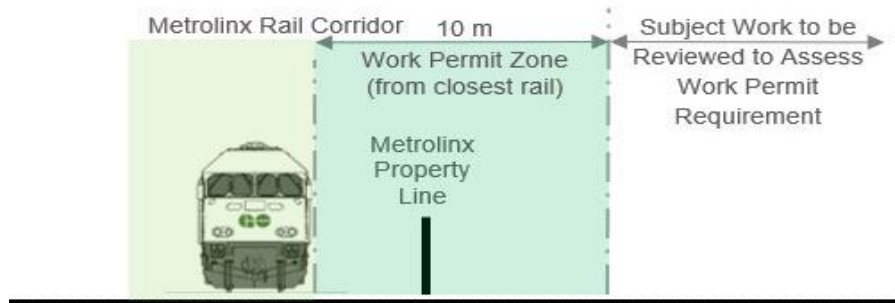 Metrolinx Rail Corridor
10 m
Work Permit Zone
(from closest rail)
Subject Work to be
Reviewed to Assess
Work Permit
Requirement
Metrolinx
Property
Line
GO